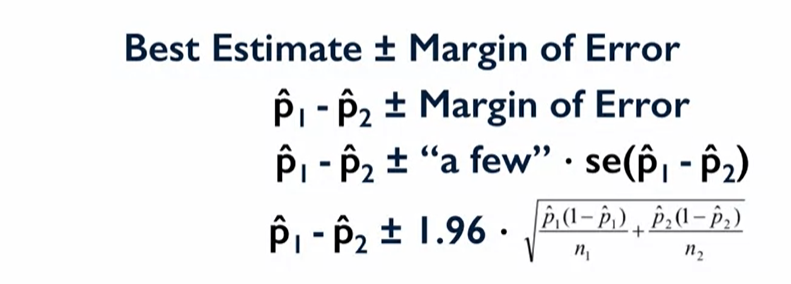 Best Estimate ± Margin of Error
p̂₁ - p̂₂ ± Margin of Error
p̂₁ - p̂₂ ± “a few” · se(p̂₁ - p̂₂)
p̂₁ - p̂₂ ± 1.96 · √(p̂₁(1− p̂₁)/n₁ + p̂₂(1− p̂₂)/n₂)